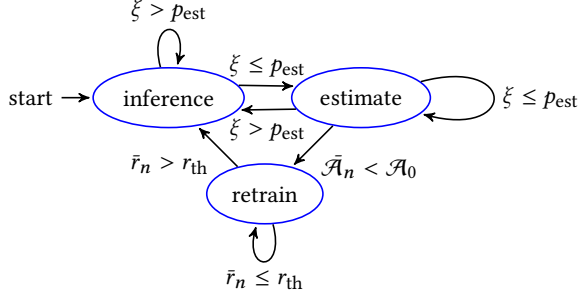 ξ > p_est
ξ ≤ p_est
start
inference
estimate
ξ ≤ p_est
ξ > p_est
r̄_n > r_th
𝒜̄_n < 𝒜_0
retrain
r̄_n ≤ r_th